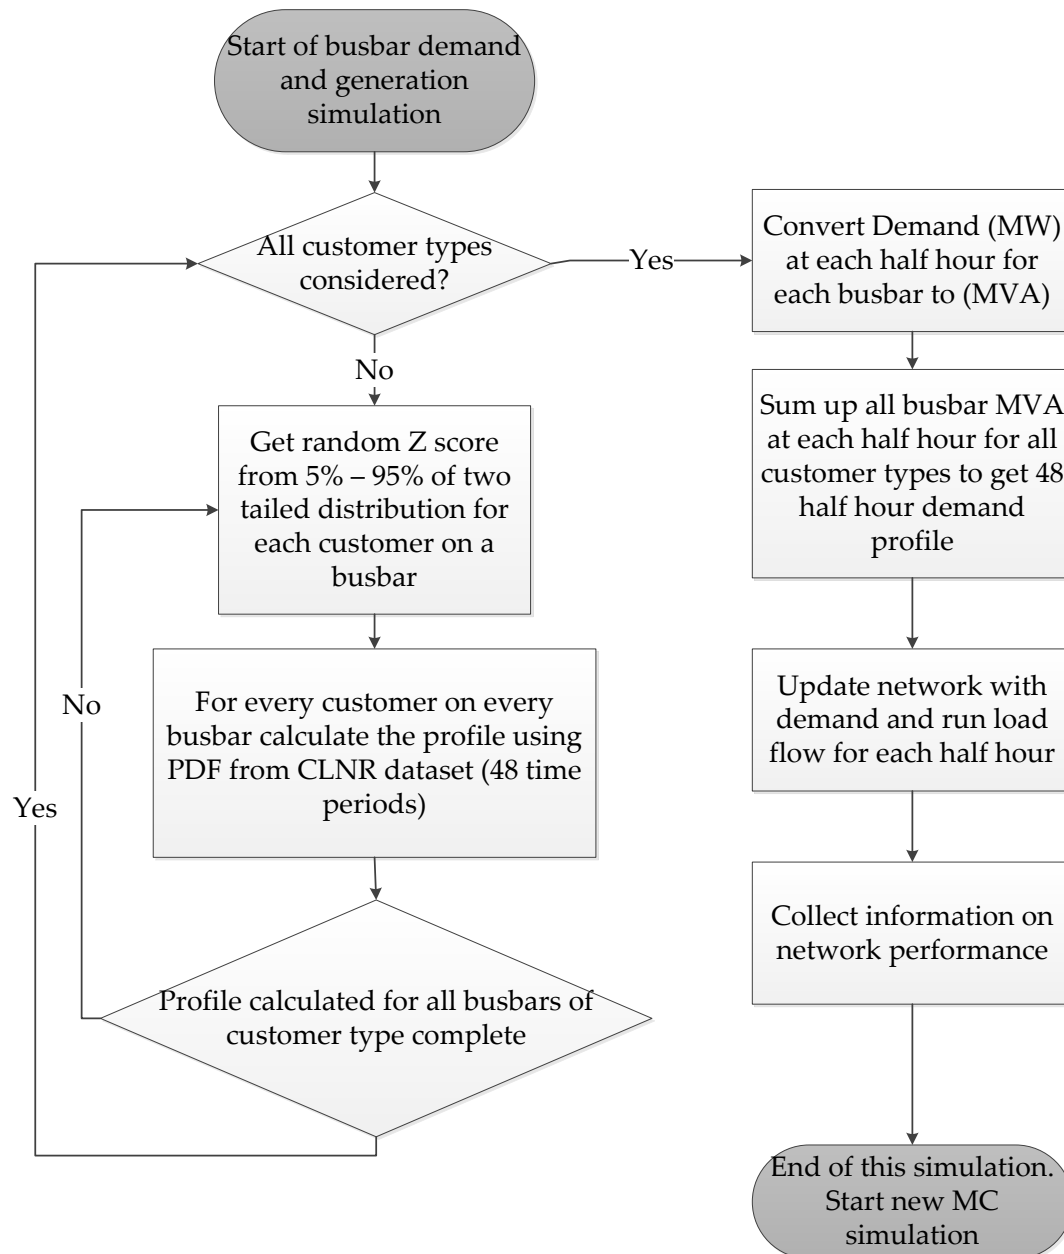 Start of busbar demand
and generation
simulation
All customer types
considered?
Yes
No
Get random Z score
from 5% – 95% of two
tailed distribution for
each customer on a
busbar
For every customer on every
busbar calculate the profile using
PDF from CLNR dataset (48 time
periods)
Profile calculated for all busbars of
customer type complete
No
Yes
Convert Demand (MW)
at each half hour for
each busbar to (MVA)
Sum up all busbar MVA
at each half hour for all
customer types to get 48
half hour demand
profile
Update network with
demand and run load
flow for each half hour
Collect information on
network performance
End of this simulation.
Start new MC
simulation